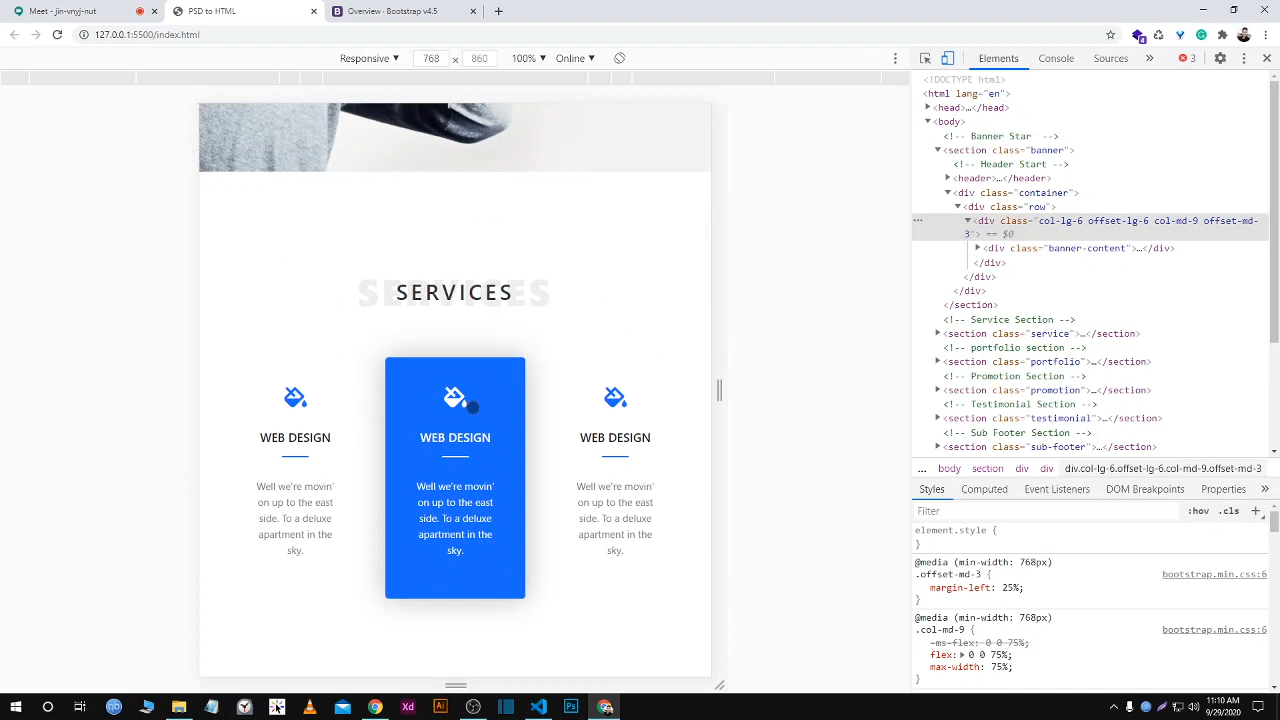 Meet - jin-vnyj-nut
PSD to HTML
Overview · Bootstrap v4.5
127.0.0.1:5500/index.html
Responsive ▼ 768 x 860 100% ▼ Online ▼
Elements Console Sources » 3
<!DOCTYPE html>
<html lang="en">
▶<head>…</head>
▼<body>
<!-- Banner Star -->
▼<section class="banner">
<!-- Header Start -->
▶<header>…</header>
▼<div class="container">
▼<div class="row">
… ▼<div class="col-lg-6 offset-lg-6 col-md-9 offset-md-
3"> == $0
▶<div class="banner-content">…</div>
</div>
</div>
</div>
</section>
<!-- Service Section -->
▶<section class="service">…</section>
<!-- portfolio section -->
▶<section class="portfolio">…</section>
<!-- Promotion Section -->
▶<section class="promotion">…</section>
<!-- Testimonial Section -->
▶<section class="testimonial">…</section>
<!-- Sub Footer Section -->
▶<section class="sub-footer">…</section>
… body section div div div.col-lg-6.offset-lg-6.col-md-9.offset-md-3
Styles Computed Event Listeners DOM Breakpoints Properties »
Filter :hov .cls +
element.style {
}
@media (min-width: 768px)
.offset-md-3 { bootstrap.min.css:6
margin-left: 25%;
}
@media (min-width: 768px)
.col-md-9 { bootstrap.min.css:6
-ms-flex: 0 0 75%;
flex: ▶ 0 0 75%;
max-width: 75%;
}
SERVICES
SERVICES
WEB DESIGN
Well we're movin'
on up to the east
side. To a deluxe
apartment in the
sky.
WEB DESIGN
Well we're movin'
on up to the east
side. To a deluxe
apartment in the
sky.
WEB DESIGN
Well we're movin'
on up to the east
side. To a deluxe
apartment in the
sky.
Xd Ai Ps
11:10 AM
9/29/2020